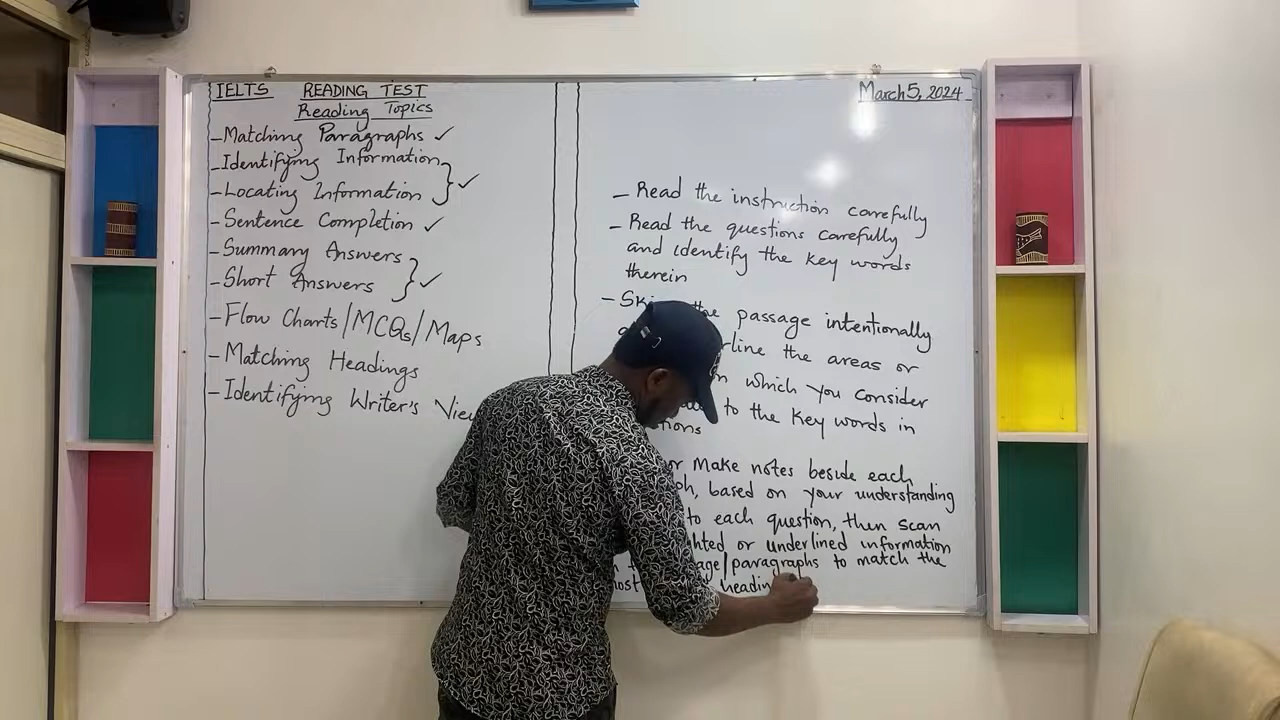 IELTS READING TEST
Reading Topics
- Matching Paragraphs ✓
- Identifying Information
- Locating Information ✓
- Sentence Completion ✓
- Summary Answers
- Short Answers ✓
- Flow Charts/MCQs/Maps
- Matching Headings
- Identifying Writer's
March 5, 2024
- Read the instruction carefully
- Read the questions carefully
and identify the key words
therein
- passage intentionally
the areas or
which you consider
to the key words in
Make notes beside each
based on your understanding
to each question, then scan
or underlined information
paragraphs to match the